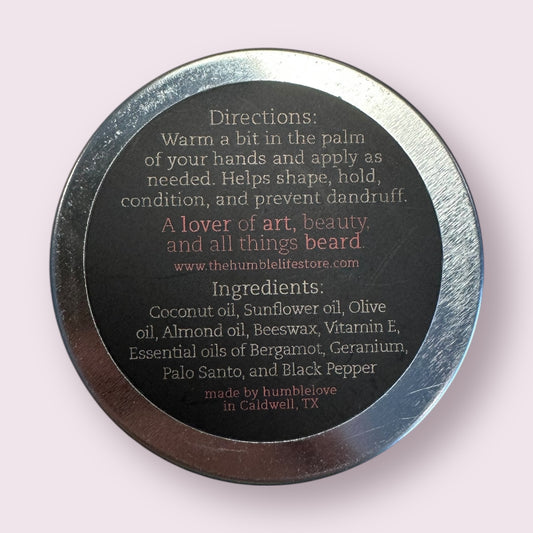 Directions:
Warm a bit in the palm
of your hands and apply as
needed. Helps shape, hold,
condition, and prevent dandruff.
A lover of art, beauty,
and all things beard.
www.thehumblelifestore.com
Ingredients:
Coconut oil, Sunflower oil, Olive
oil, Almond oil, Beeswax, Vitamin E,
Essential oils of Bergamot, Geranium,
Palo Santo, and Black Pepper
made by humblelove
in Caldwell, TX